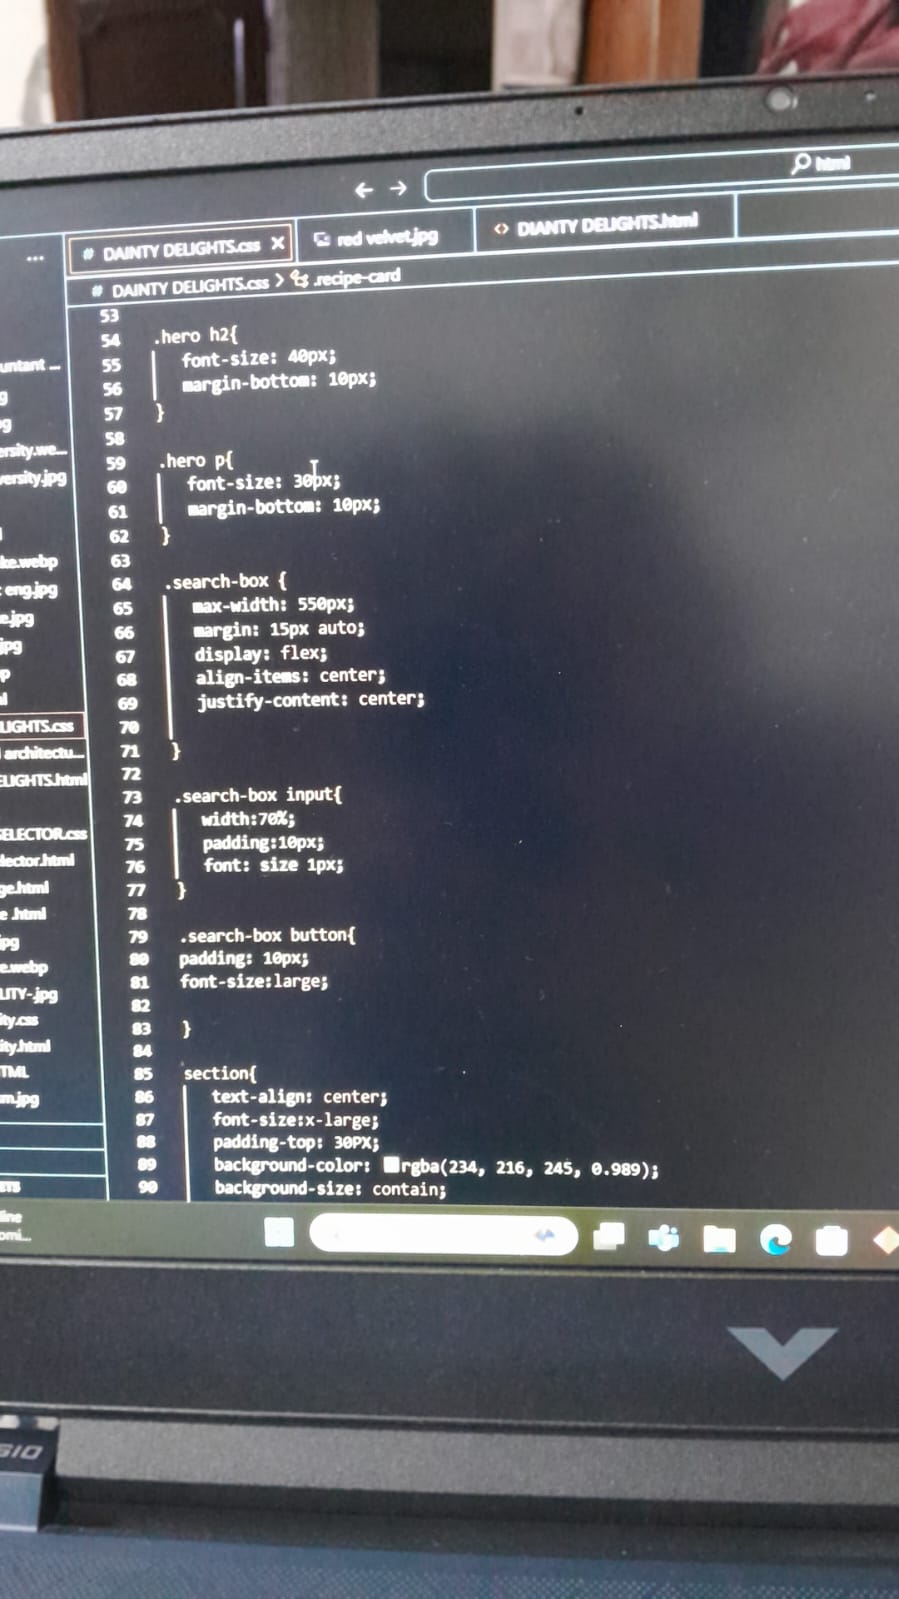 html
... # DAINTY DELIGHTS.css × red velvet.jpg <> DIANTY DELIGHTS.html
# DAINTY DELIGHTS.css > .recipe-card
53
54 .hero h2{
55 font-size: 40px;
56 margin-bottom: 10px;
57 }
58
59 .hero p{
60 font-size: 30px;
61 margin-bottom: 10px;
62 }
63
64 .search-box {
65 max-width: 550px;
66 margin: 15px auto;
67 display: flex;
68 align-items: center;
69 justify-content: center;
70
71 }
72
73 .search-box input{
74 width:70%;
75 padding:10px;
76 font: size 1px;
77 }
78
79 .search-box button{
80 padding: 10px;
81 font-size:large;
82
83 }
84
85 section{
86 text-align: center;
87 font-size:x-large;
88 padding-top: 30PX;
89 background-color: rgba(234, 216, 245, 0.989);
90 background-size: contain;
untant ...
g
pg
ersity.we...
versity.jpg
l
ke.webp
eng.jpg
e.jpg
jpg
p
l
LIGHTS.css
architectu...
ELIGHTS.html
SELECTOR.css
lector.html
ge.html
e .html
jpg
e.webp
LITY-.jpg
ity.css
ity.html
TML
m.jpg
line
omi...
SIO